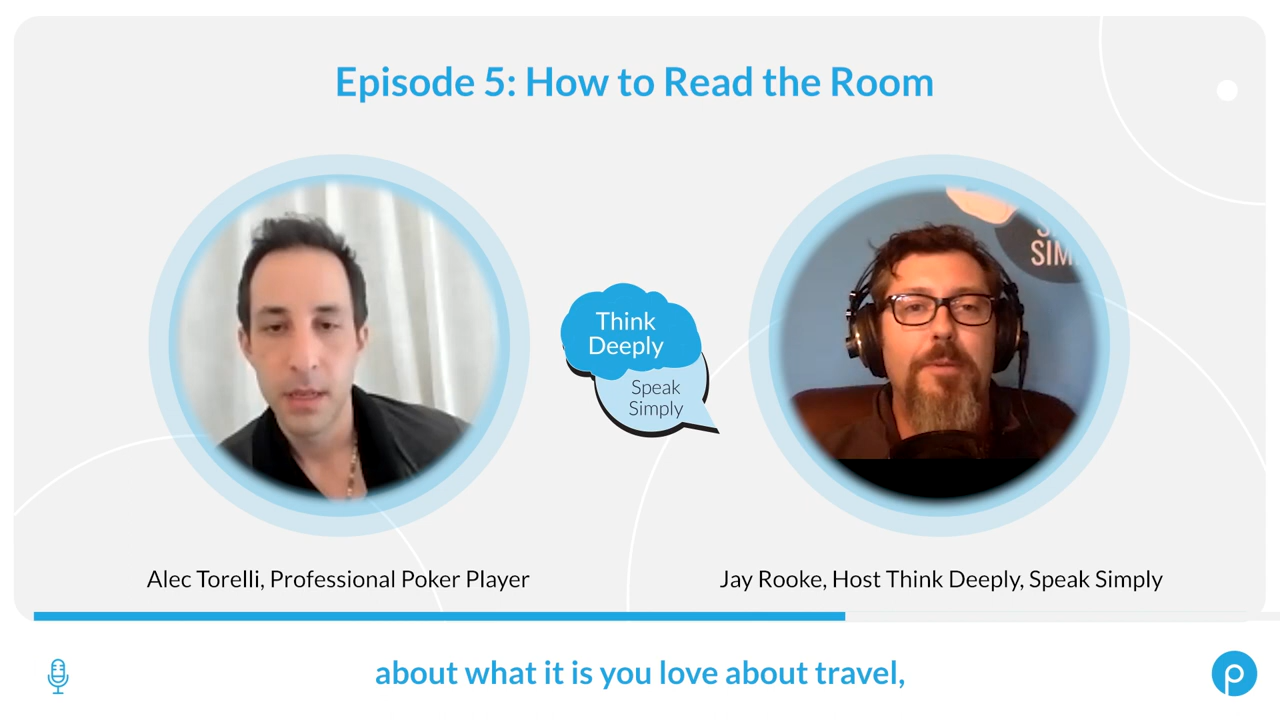 Episode 5: How to Read the Room
SIM
Think
Deeply
Speak
Simply
Alec Torelli, Professional Poker Player
Jay Rooke, Host Think Deeply, Speak Simply
about what it is you love about travel,